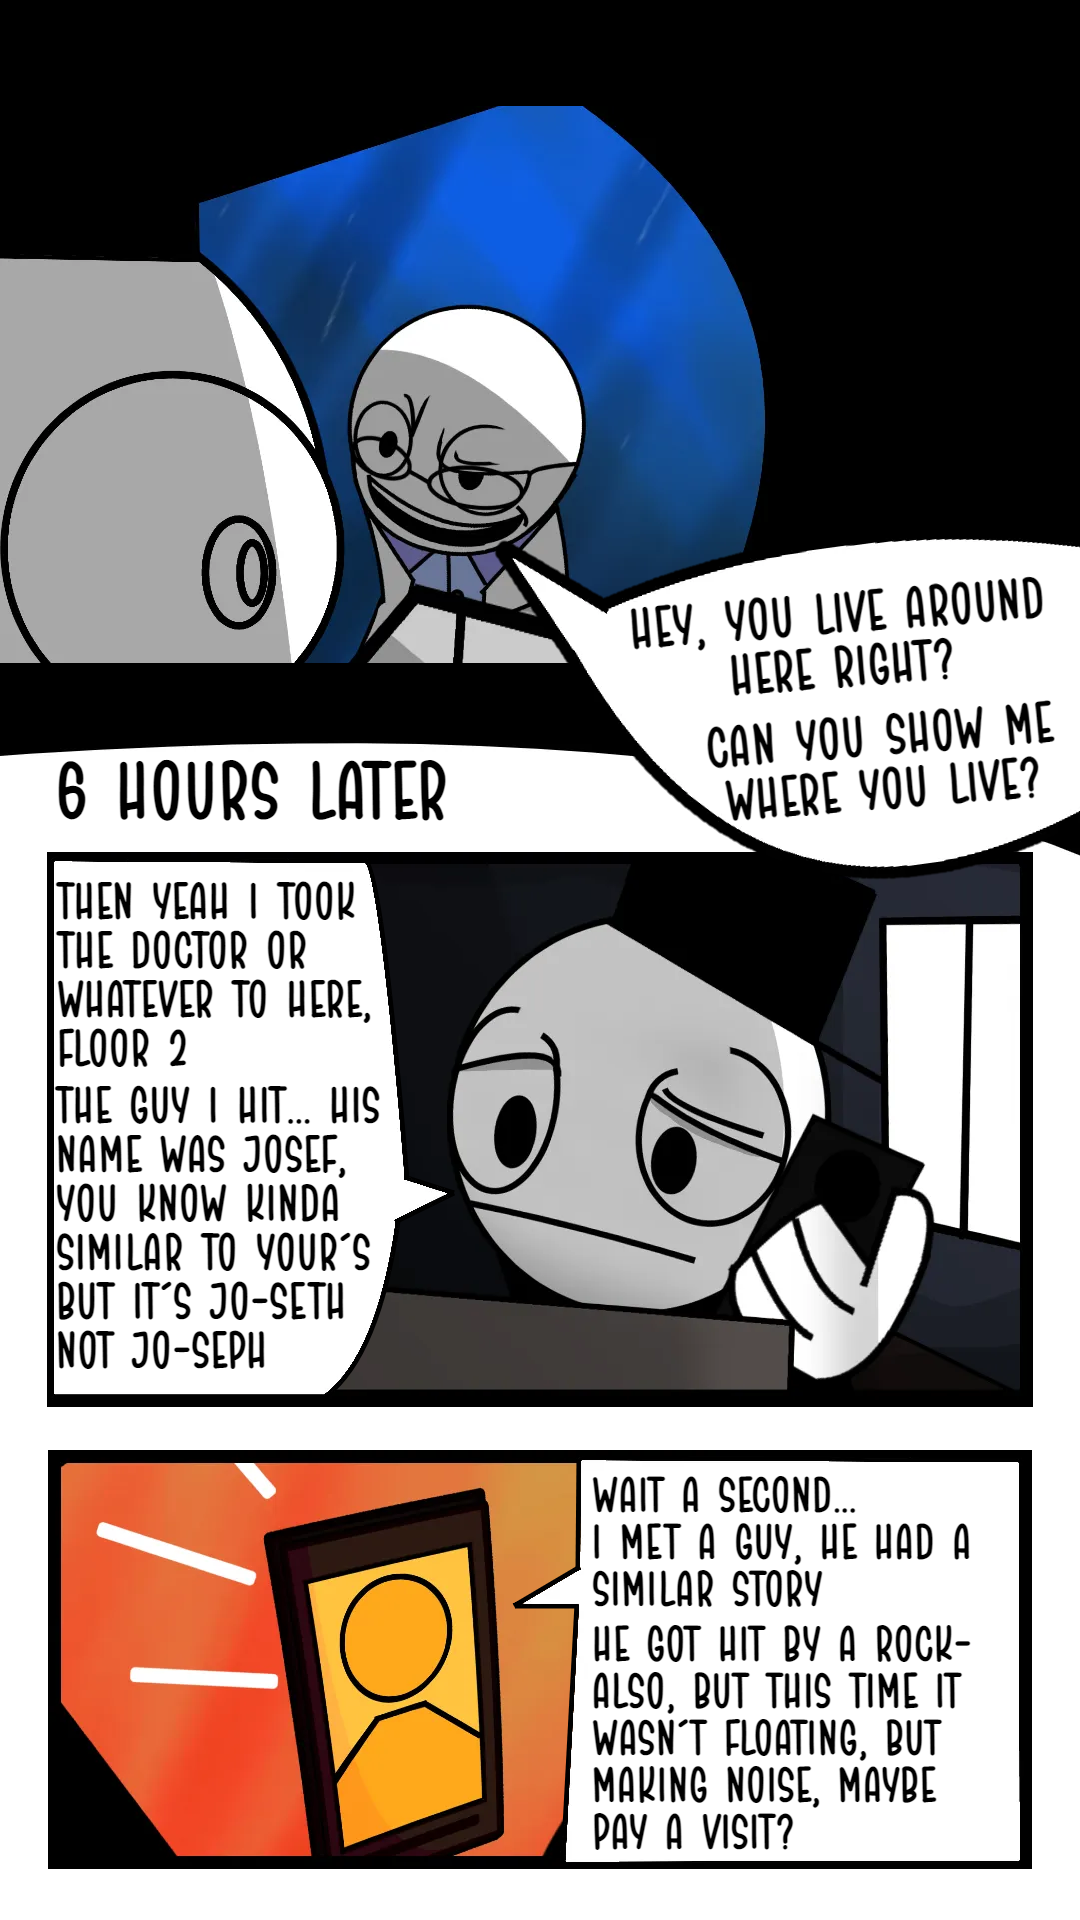 HEY, YOU LIVE AROUND
HERE RIGHT?
CAN YOU SHOW ME
WHERE YOU LIVE?
6 HOURS LATER
THEN YEAH I TOOK
THE DOCTOR OR
WHATEVER TO HERE,
FLOOR 2
THE GUY I HIT... HIS
NAME WAS JOSEF,
YOU KNOW KINDA
SIMILAR TO YOUR´S
BUT IT´S JO-SETH
NOT JO-SEPH
WAIT A SECOND...
I MET A GUY, HE HAD A
SIMILAR STORY
HE GOT HIT BY A ROCK-
ALSO, BUT THIS TIME IT
WASN´T FLOATING, BUT
MAKING NOISE, MAYBE
PAY A VISIT?